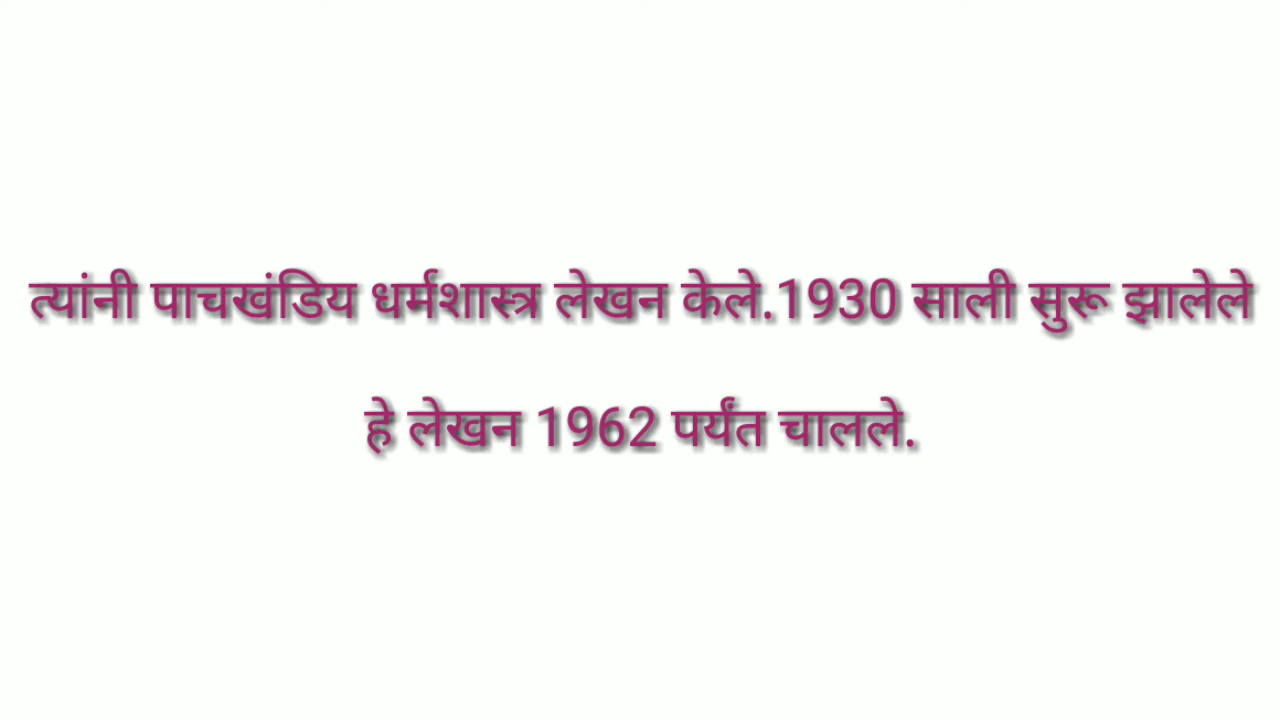 त्यांनी पाचखंडिय धर्मशास्त्र लेखन केले.1930 साली सुरू झालेले
हे लेखन 1962 पर्यंत चालले.